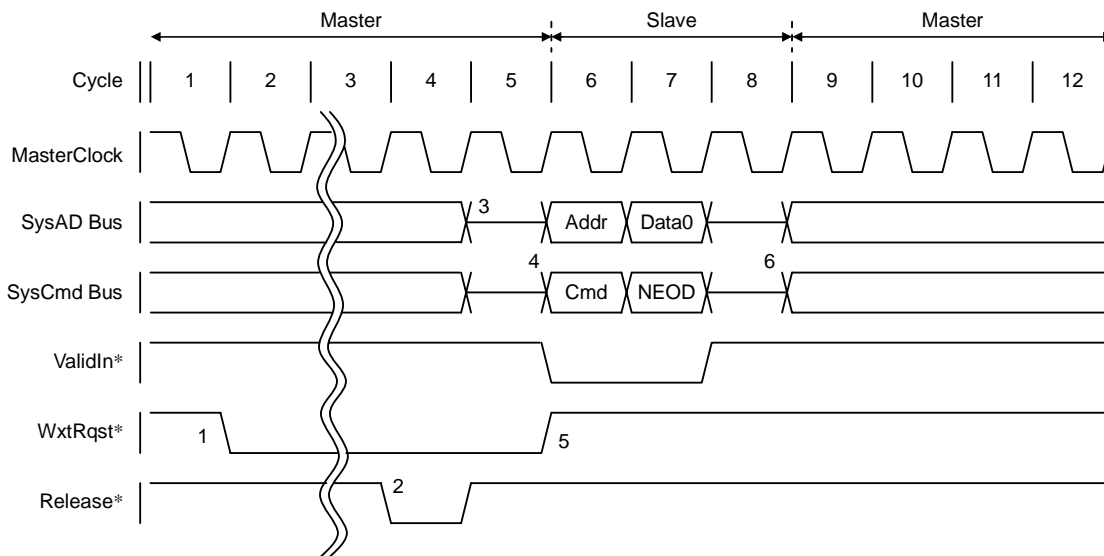 Master Slave Master
Cycle 1 2 3 4 5 6 7 8 9 10 11 12
MasterClock
SysAD Bus 3 Addr Data0
4 6
SysCmd Bus Cmd NEOD
ValidIn*
WxtRqst* 1 5
Release* 2